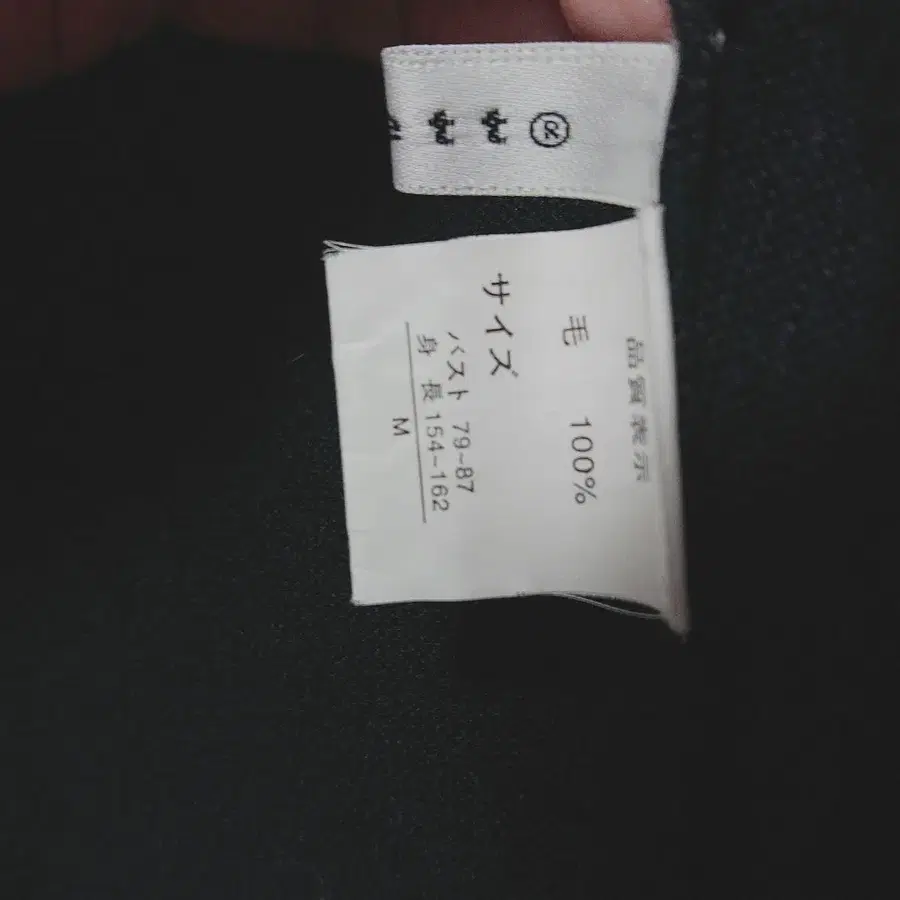 品質表示
毛 100%
サイズ
バスト 79~87
身 長 154~162
M